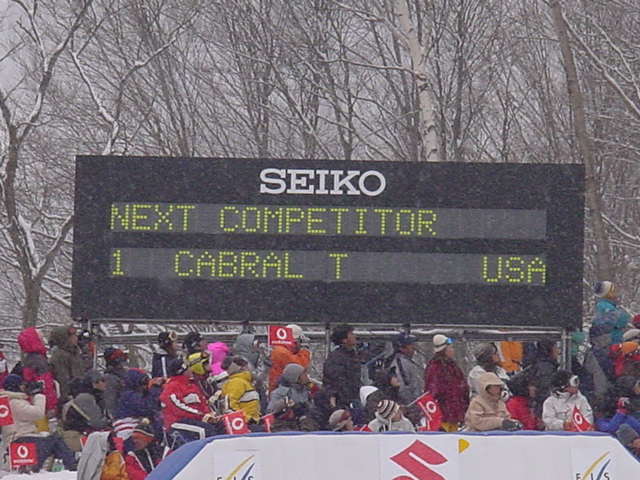 SEIKO
NEXT COMPETITOR
1 CABRAL T USA
F I S
F I S